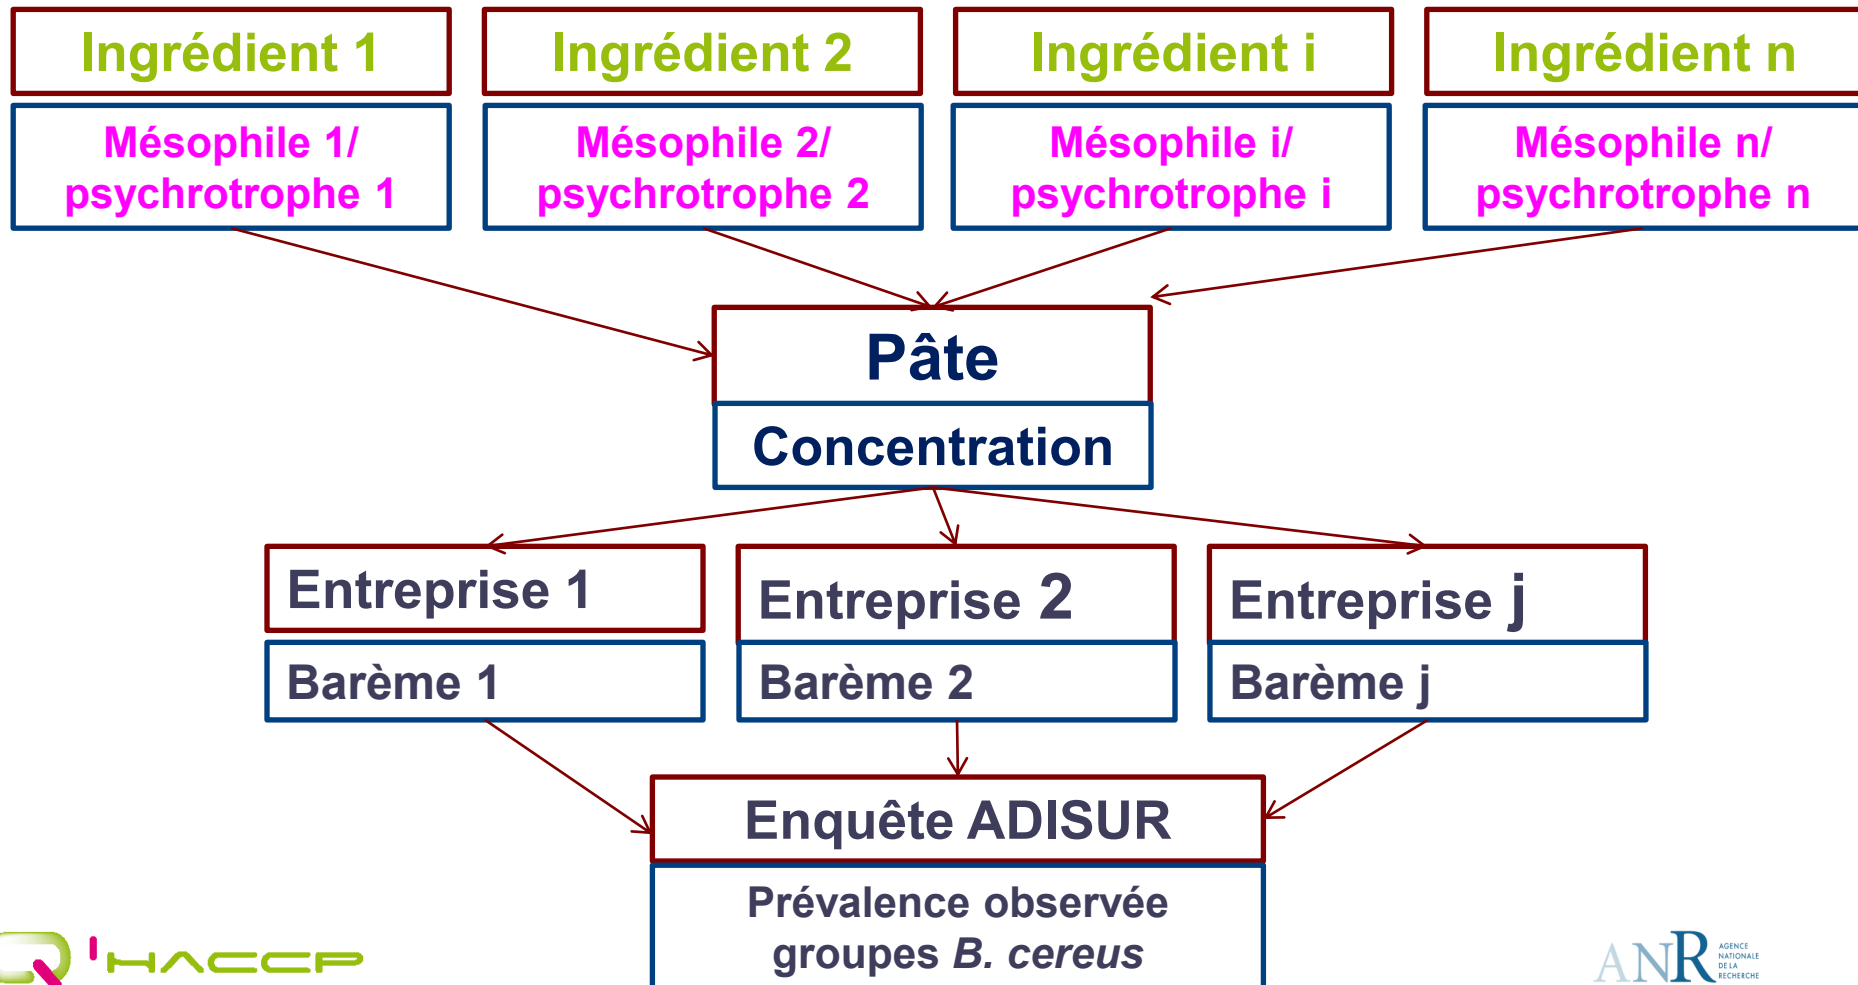 Ingrédient 1
Ingrédient 2
Ingrédient i
Ingrédient n
Mésophile 1/
psychrotrophe 1
Mésophile 2/
psychrotrophe 2
Mésophile i/
psychrotrophe i
Mésophile n/
psychrotrophe n
Pâte
Concentration
Entreprise 1
Entreprise 2
Entreprise j
Barème 1
Barème 2
Barème j
Enquête ADISUR
Prévalence observée
groupes B. cereus
Q'HACCP
ANR
AGENCE
NATIONALE
DE LA
RECHERCHE